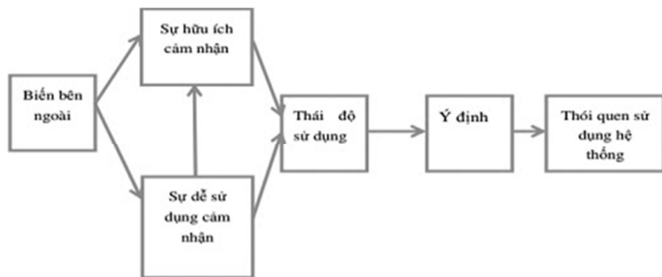 Sự hữu ích
cảm nhận
Biến bên
ngoài
Thái độ
sử dụng
Ý định
Thói quen sử
dụng hệ
thống
Sự dễ sử
dụng cảm
nhận